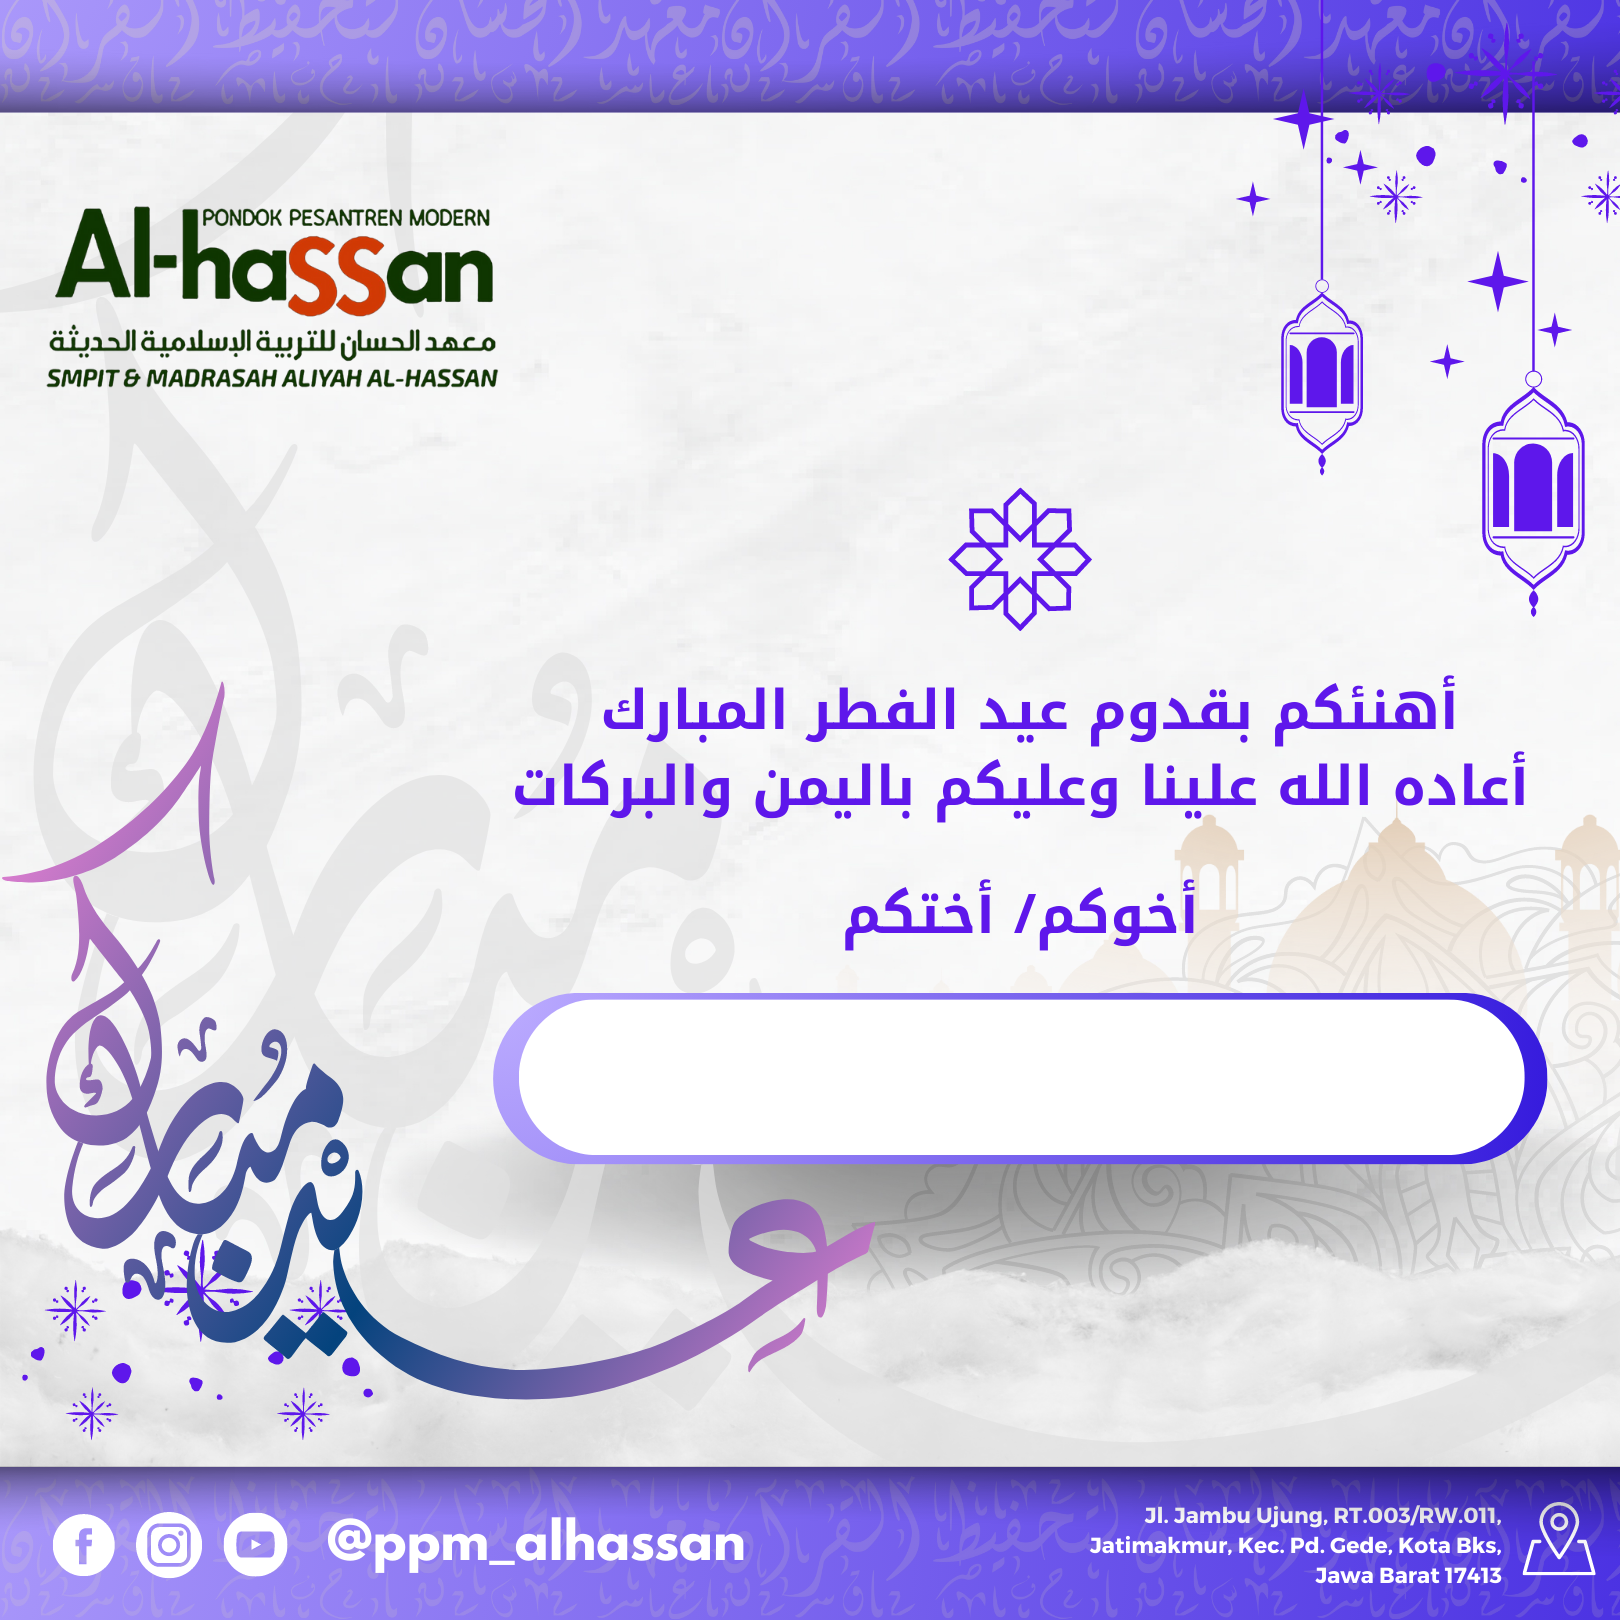 PONDOK PESANTREN MODERN
Al-hassan
معهد الحسان للتربية الإسلامية الحديثة
SMPIT & MADRASAH ALIYAH AL-HASSAN
أهنئكم بقدوم عيد الفطر المبارك
أعاده الله علينا وعليكم باليمن والبركات
أخوكم/ أختكم
عيد مبارك
@ppm_alhassan
Jl. Jambu Ujung, RT.003/RW.011,
Jatimakmur, Kec. Pd. Gede, Kota Bks,
Jawa Barat 17413